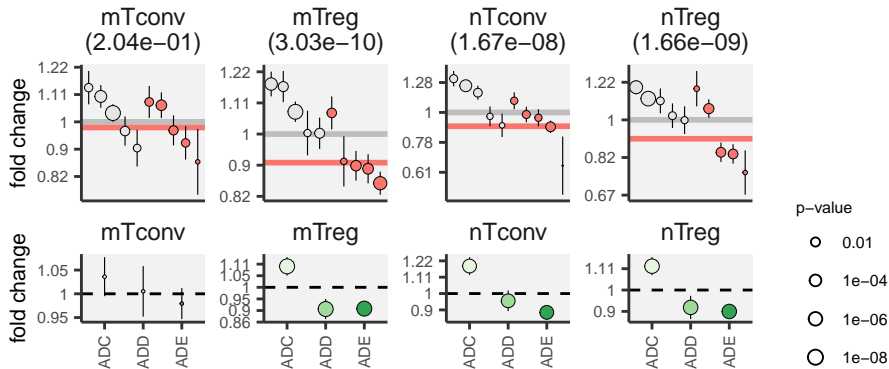 mTconv
(2.04e−01)
mTreg
(3.03e−10)
nTconv
(1.67e−08)
nTreg
(1.66e−09)
fold change
1.22
1.11
1
0.9
0.82
1.22
1.11
1
0.9
0.82
1.28
1
0.78
0.61
1.22
1
0.82
0.67
mTconv
mTreg
nTconv
nTreg
fold change
1.05
1
0.95
1.11
1.05
1
0.95
0.9
0.86
1.22
1.11
1
0.9
1.11
1
0.9
ADC
ADD
ADE
ADC
ADD
ADE
ADC
ADD
ADE
ADC
ADD
ADE
p−value
0.01
1e−04
1e−06
1e−08